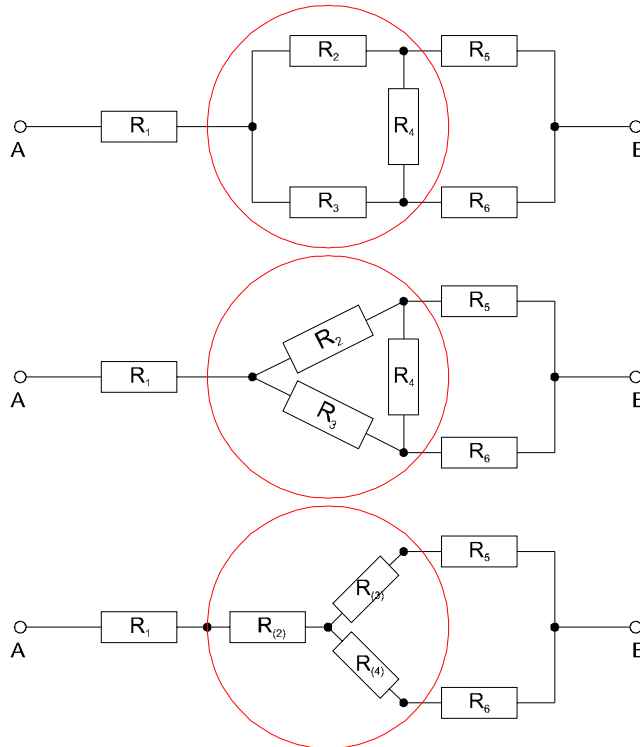 R₂ R₅
R₁ R₄
A B
R₃ R₆
R₂ R₅
R₁ R₄
A B
R₃ R₆
R₍₃₎ R₅
R₁ R₍₂₎
A B
R₍₄₎ R₆